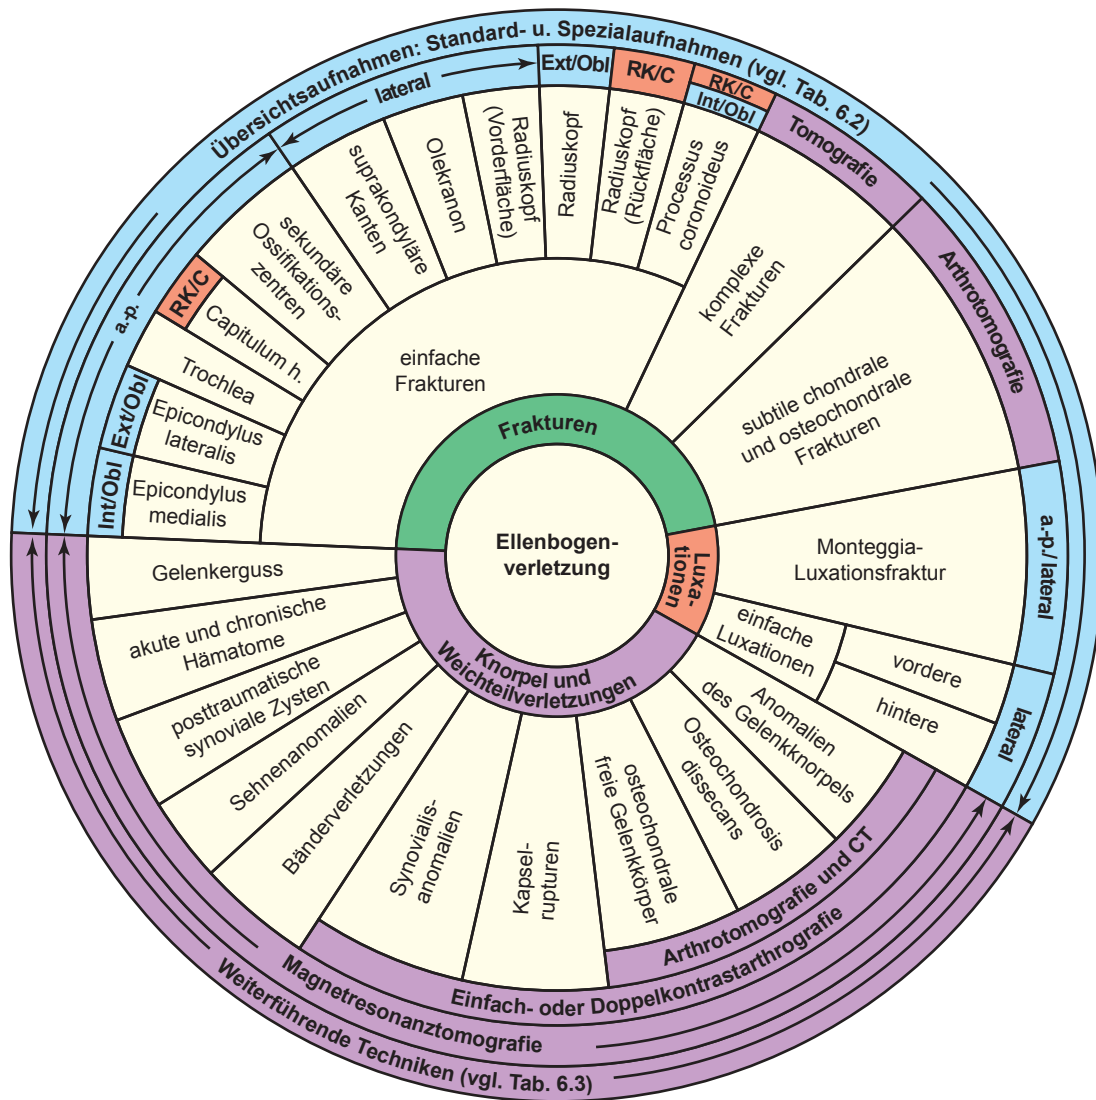 Übersichtsaufnahmen: Standard- u. Spezialaufnahmen (vgl. Tab. 6.2)
a.p.
lateral
Ext/Obl
RK/C
RK/C
Int/Obl
Tomografie
Arthrotomografie
a.-p./ lateral
lateral
RK/C
Ext/Obl
Int/Obl
Epicondylus
medialis
Epicondylus
lateralis
Trochlea
Capitulum h.
sekundäre
Ossifikations-
zentren
suprakondyläre
Kanten
Olekranon
Radiuskopf
(Vorderfläche)
Radiuskopf
Radiuskopf
(Rückfläche)
Processus
coronoideus
einfache
Frakturen
komplexe
Frakturen
subtile chondrale
und osteochondrale
Frakturen
Frakturen
Ellenbogen-
verletzung
Luxa-
tionen
Monteggia-
Luxationsfraktur
einfache
Luxationen
vordere
hintere
Knorpel und
Weichteilverletzungen
Gelenkerguss
akute und chronische
Hämatome
posttraumatische
synoviale Zysten
Sehnenanomalien
Bänderverletzungen
Synovialis-
anomalien
Kapsel-
rupturen
osteochondrale
freie Gelenkkörper
Osteochondrosis
dissecans
Anomalien
des Gelenkknorpels
Arthrotomografie und CT
Einfach- oder Doppelkontrastarthrografie
Magnetresonanztomografie
Weiterführende Techniken (vgl. Tab. 6.3)